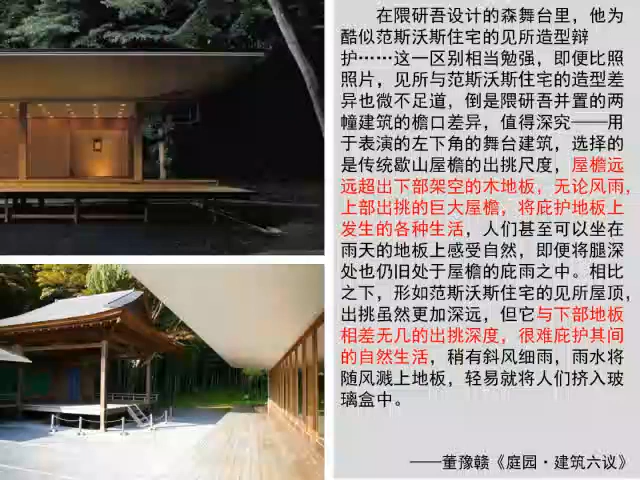 在隈研吾设计的森舞台里，他为
酷似范斯沃斯住宅的见所造型辩
护……这一区别相当勉强，即便比照
照片，见所与范斯沃斯住宅的造型差
异也微不足道，倒是隈研吾并置的两
幢建筑的檐口差异，值得深究——用
于表演的左下角的舞台建筑，选择的
是传统歇山屋檐的出挑尺度，屋檐远
远超出下部架空的木地板，无论风雨，
上部出挑的巨大屋檐，将庇护地板上
发生的各种生活，人们甚至可以坐在
雨天的地板上感受自然，即便将腿深
处也仍旧处于屋檐的庇雨之中。相比
之下，形如范斯沃斯住宅的见所屋顶，
出挑虽然更加深远，但它与下部地板
相差无几的出挑深度，很难庇护其间
的自然生活，稍有斜风细雨，雨水将
随风溅上地板，轻易就将人们挤入玻
璃盒中。
——董豫赣《庭园·建筑六议》